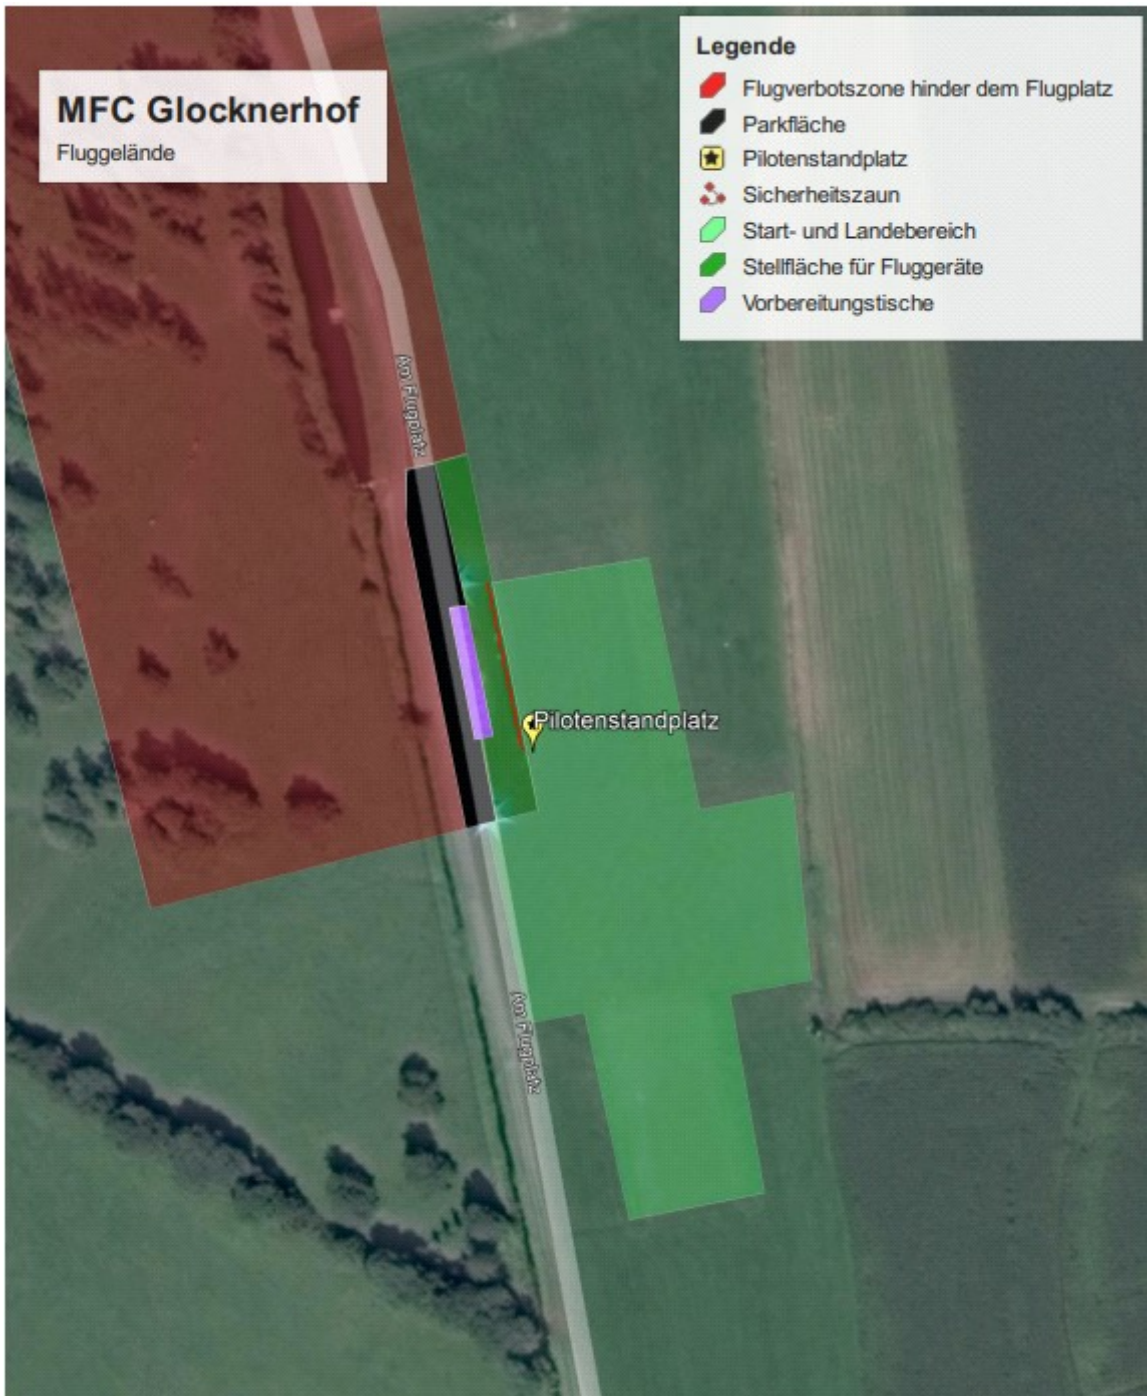 MFC Glocknerhof
Fluggelände
Legende
Flugverbotszone hinder dem Flugplatz
Parkfläche
Pilotenstandplatz
Sicherheitszaun
Start- und Landebereich
Stellfläche für Fluggeräte
Vorbereitungstische
Am Flugplatz
Pilotenstandplatz
Am Flugplatz